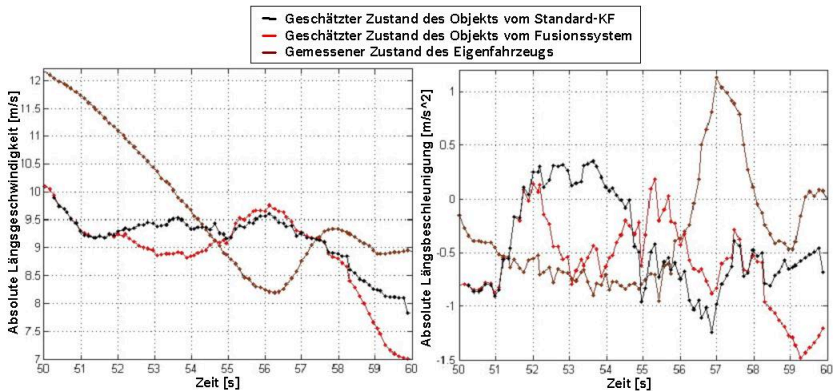 Geschätzter Zustand des Objekts vom Standard-KF
Geschätzter Zustand des Objekts vom Fusionssystem
Gemessener Zustand des Eigenfahrzeugs
Absolute Längsgeschwindigkeit [m/s]
12
11.5
11
10.5
10
9.5
9
8.5
8
7.5
7
50 51 52 53 54 55 56 57 58 59 60
Zeit [s]
Absolute Längsbeschleunigung [m/s^2]
1
0.5
0
-0.5
-1
-1.5
50 51 52 53 54 55 56 57 58 59 60
Zeit [s]